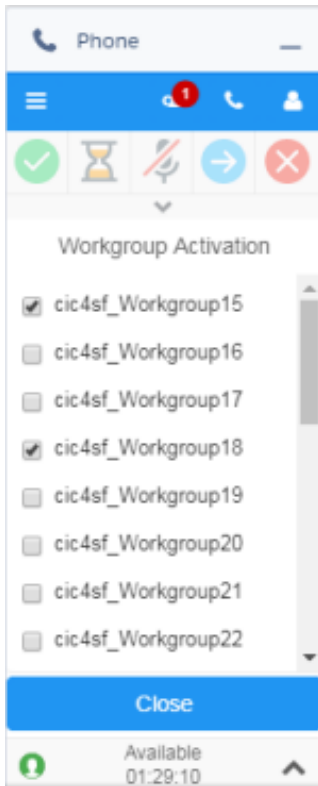 Phone
1
Workgroup Activation
cic4sf_Workgroup15
cic4sf_Workgroup16
cic4sf_Workgroup17
cic4sf_Workgroup18
cic4sf_Workgroup19
cic4sf_Workgroup20
cic4sf_Workgroup21
cic4sf_Workgroup22
Close
Available
01:29:10